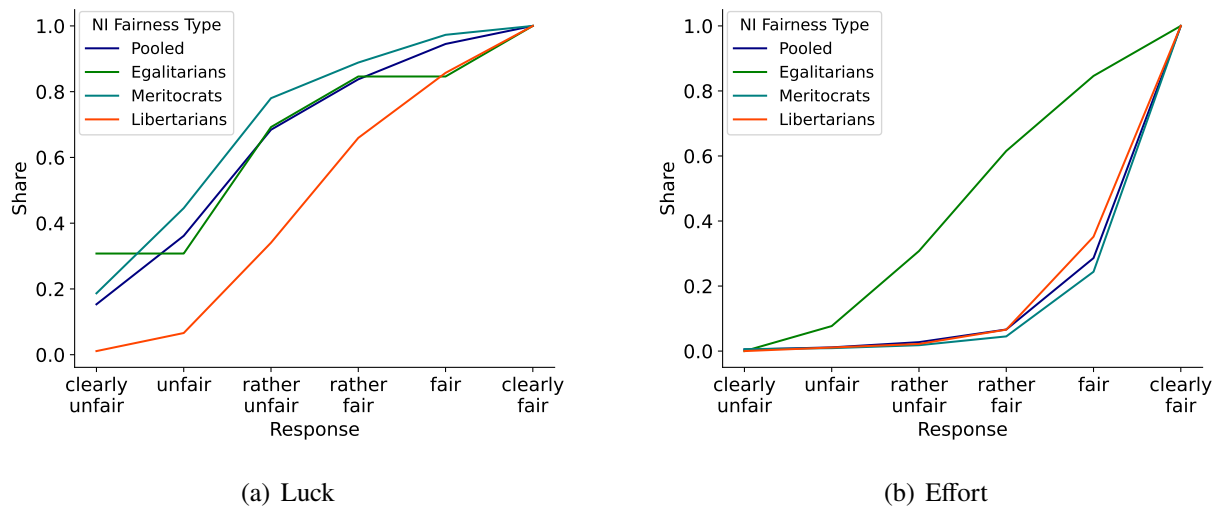 NI Fairness Type
Pooled
Egalitarians
Meritocrats
Libertarians
1.0
0.8
0.6
0.4
0.2
0.0
Share
clearly unfair
unfair
rather unfair
rather fair
fair
clearly fair
Response
(a) Luck
NI Fairness Type
Pooled
Egalitarians
Meritocrats
Libertarians
1.0
0.8
0.6
0.4
0.2
0.0
Share
clearly unfair
unfair
rather unfair
rather fair
fair
clearly fair
Response
(b) Effort